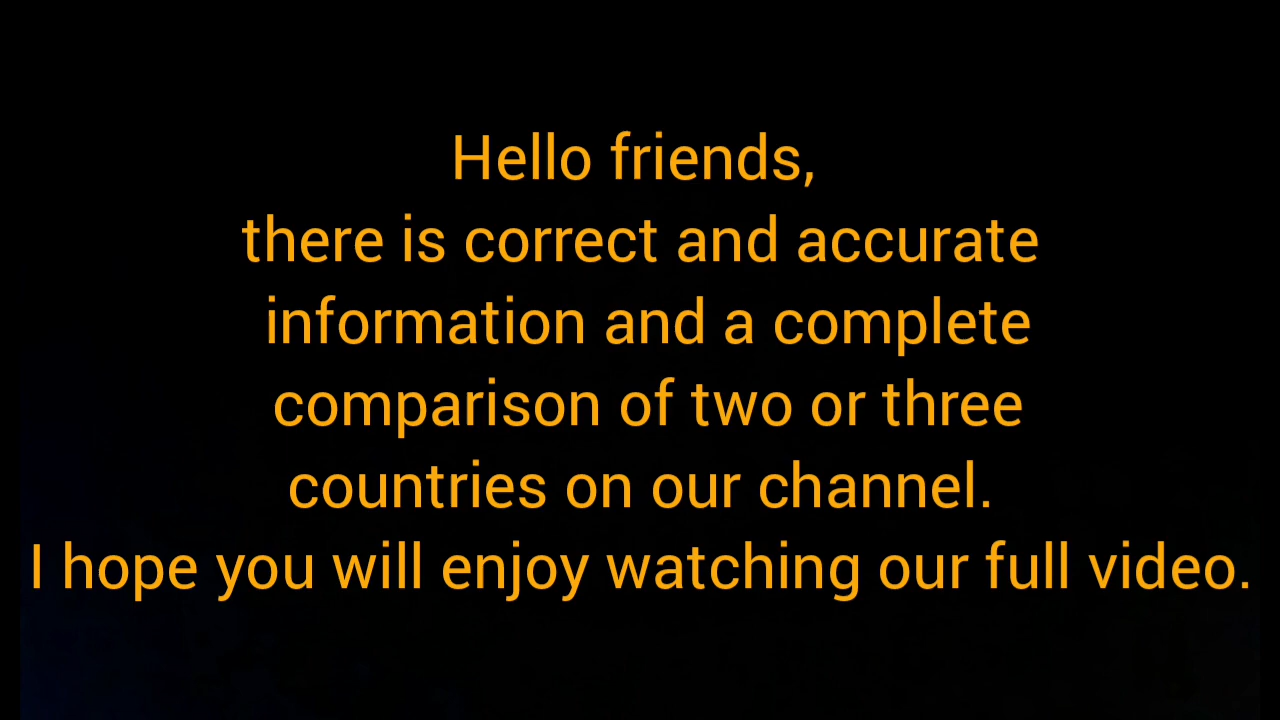 Hello friends,
there is correct and accurate
information and a complete
comparison of two or three
countries on our channel.
I hope you will enjoy watching our full video.